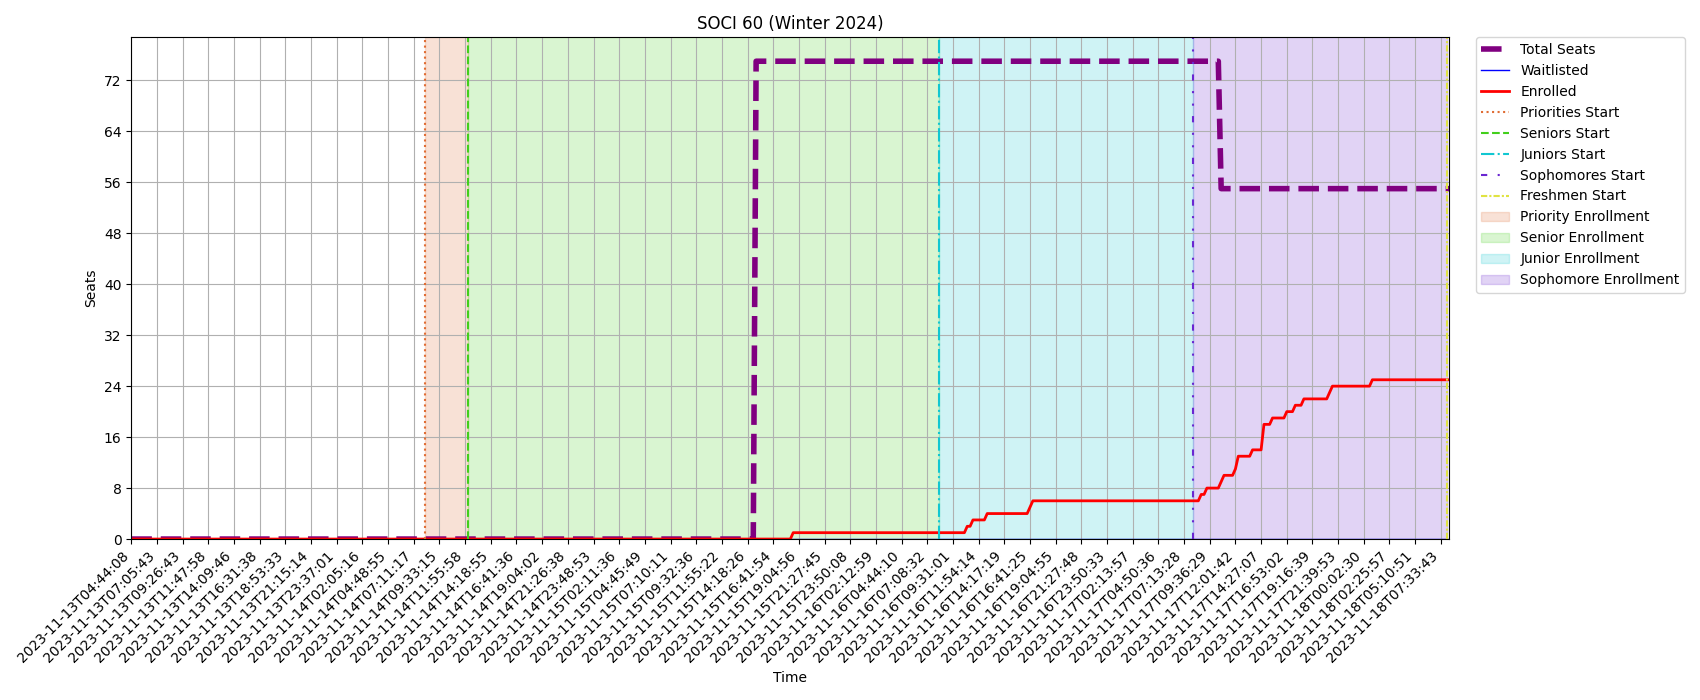 SOCI 60 (Winter 2024)
Total Seats
Waitlisted
Enrolled
Priorities Start
Seniors Start
Juniors Start
Sophomores Start
Freshmen Start
Priority Enrollment
Senior Enrollment
Junior Enrollment
Sophomore Enrollment
Seats
72
64
56
48
40
32
24
16
8
0
2023-11-13T04:44:08
2023-11-13T07:05:43
2023-11-13T09:26:43
2023-11-13T11:47:58
2023-11-13T14:09:46
2023-11-13T16:31:38
2023-11-13T18:53:33
2023-11-13T21:15:14
2023-11-13T23:37:01
2023-11-14T02:05:16
2023-11-14T04:48:55
2023-11-14T07:11:17
2023-11-14T09:33:15
2023-11-14T11:55:58
2023-11-14T14:18:55
2023-11-14T16:41:36
2023-11-14T19:04:02
2023-11-14T21:26:38
2023-11-14T23:48:53
2023-11-15T02:11:36
2023-11-15T04:45:49
2023-11-15T07:10:11
2023-11-15T09:32:36
2023-11-15T11:55:22
2023-11-15T14:18:26
2023-11-15T16:41:54
2023-11-15T19:04:56
2023-11-15T21:27:45
2023-11-15T23:50:08
2023-11-16T02:12:59
2023-11-16T04:44:10
2023-11-16T07:08:32
2023-11-16T09:31:01
2023-11-16T11:54:14
2023-11-16T14:17:19
2023-11-16T16:41:25
2023-11-16T19:04:55
2023-11-16T21:27:48
2023-11-16T23:50:33
2023-11-17T02:13:57
2023-11-17T04:50:36
2023-11-17T07:13:28
2023-11-17T09:36:29
2023-11-17T12:01:42
2023-11-17T14:27:07
2023-11-17T16:53:02
2023-11-17T19:16:39
2023-11-17T21:39:53
2023-11-18T00:02:30
2023-11-18T02:25:57
2023-11-18T05:10:51
2023-11-18T07:33:43
Time